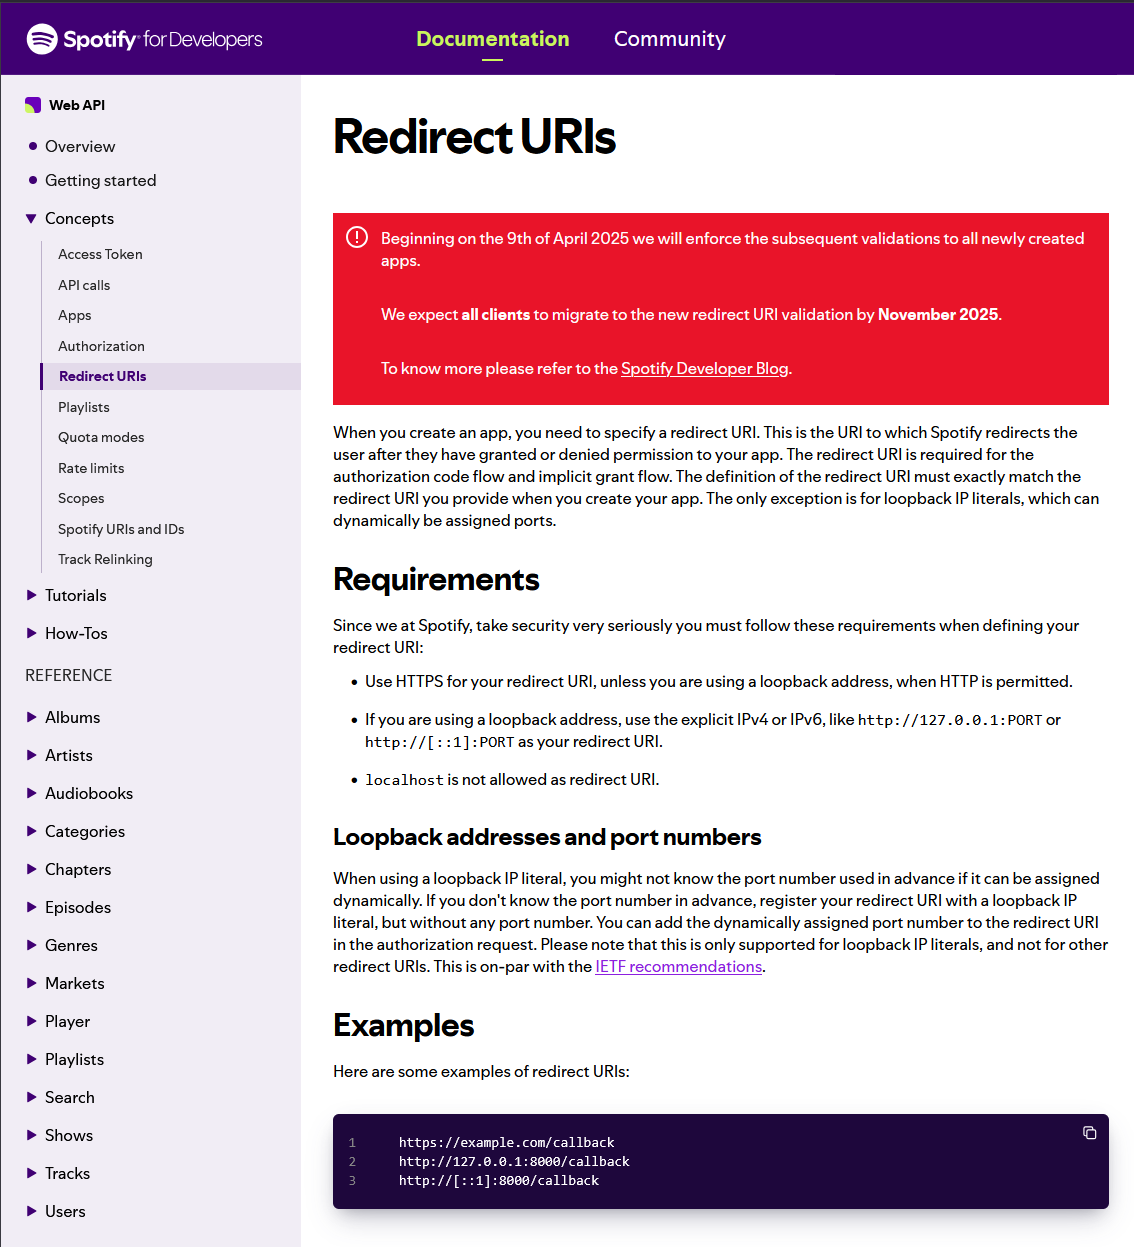 Spotify for Developers
Documentation
Community
Web API
Overview
Getting started
Concepts
Access Token
API calls
Apps
Authorization
Redirect URIs
Playlists
Quota modes
Rate limits
Scopes
Spotify URIs and IDs
Track Relinking
Tutorials
How-Tos
REFERENCE
Albums
Artists
Audiobooks
Categories
Chapters
Episodes
Genres
Markets
Player
Playlists
Search
Shows
Tracks
Users
Redirect URIs
Beginning on the 9th of April 2025 we will enforce the subsequent validations to all newly created
apps.
We expect all clients to migrate to the new redirect URI validation by November 2025.
To know more please refer to the Spotify Developer Blog.
When you create an app, you need to specify a redirect URI. This is the URI to which Spotify redirects the
user after they have granted or denied permission to your app. The redirect URI is required for the
authorization code flow and implicit grant flow. The definition of the redirect URI must exactly match the
redirect URI you provide when you create your app. The only exception is for loopback IP literals, which can
dynamically be assigned ports.
Requirements
Since we at Spotify, take security very seriously you must follow these requirements when defining your
redirect URI:
• Use HTTPS for your redirect URI, unless you are using a loopback address, when HTTP is permitted.
• If you are using a loopback address, use the explicit IPv4 or IPv6, like http://127.0.0.1:PORT or
http://[::1]:PORT as your redirect URI.
• localhost is not allowed as redirect URI.
Loopback addresses and port numbers
When using a loopback IP literal, you might not know the port number used in advance if it can be assigned
dynamically. If you don't know the port number in advance, register your redirect URI with a loopback IP
literal, but without any port number. You can add the dynamically assigned port number to the redirect URI
in the authorization request. Please note that this is only supported for loopback IP literals, and not for other
redirect URIs. This is on-par with the IETF recommendations.
Examples
Here are some examples of redirect URIs:
1 https://example.com/callback
2 http://127.0.0.1:8000/callback
3 http://[::1]:8000/callback